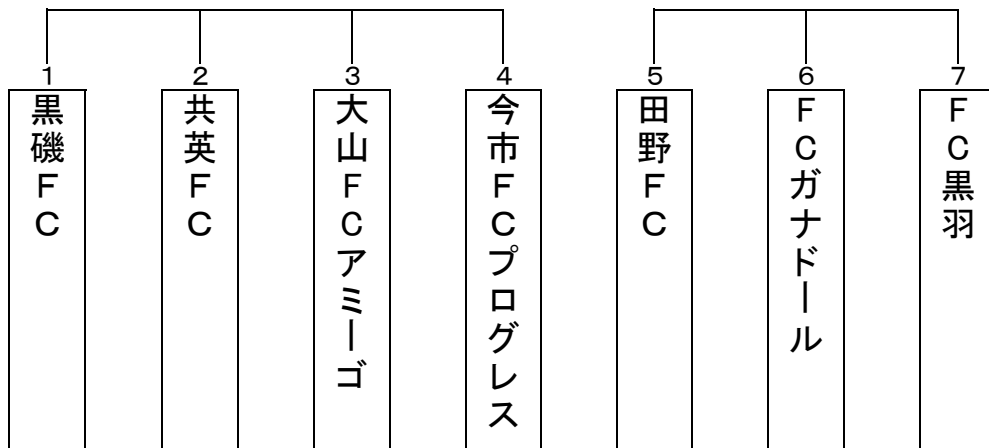 1
黒磯FC
2
共英FC
3
大山FCアミーゴ
4
今市FCプログレス
5
田野FC
6
FCガナドール
7
FC黒羽